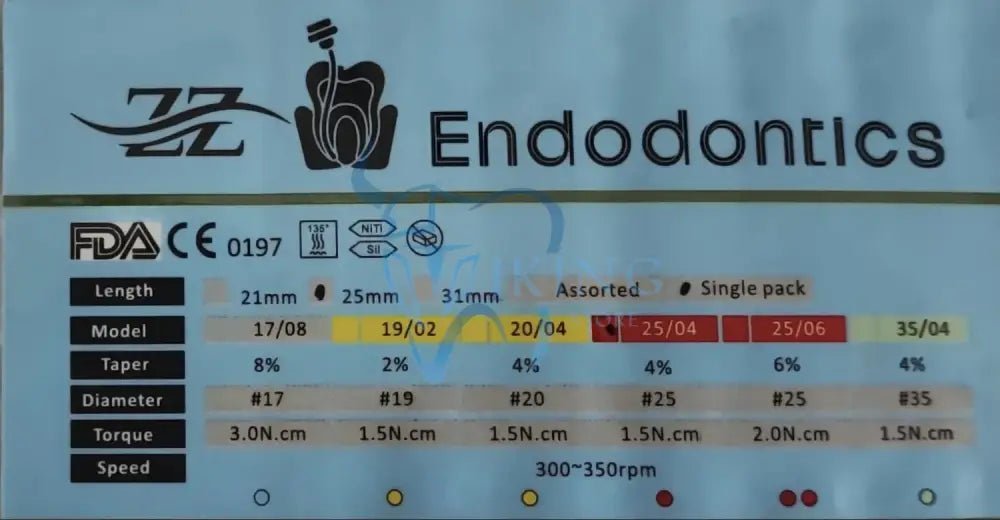 ZZ
Endodontics
FDA CE 0197 135° NiTi Sil
Length 21mm 25mm 31mm Assorted Single pack
Model 17/08 19/02 20/04 25/04 25/06 35/04
Taper 8% 2% 4% 4% 6% 4%
Diameter #17 #19 #20 #25 #25 #35
Torque 3.0N.cm 1.5N.cm 1.5N.cm 1.5N.cm 2.0N.cm 1.5N.cm
Speed 300~350rpm